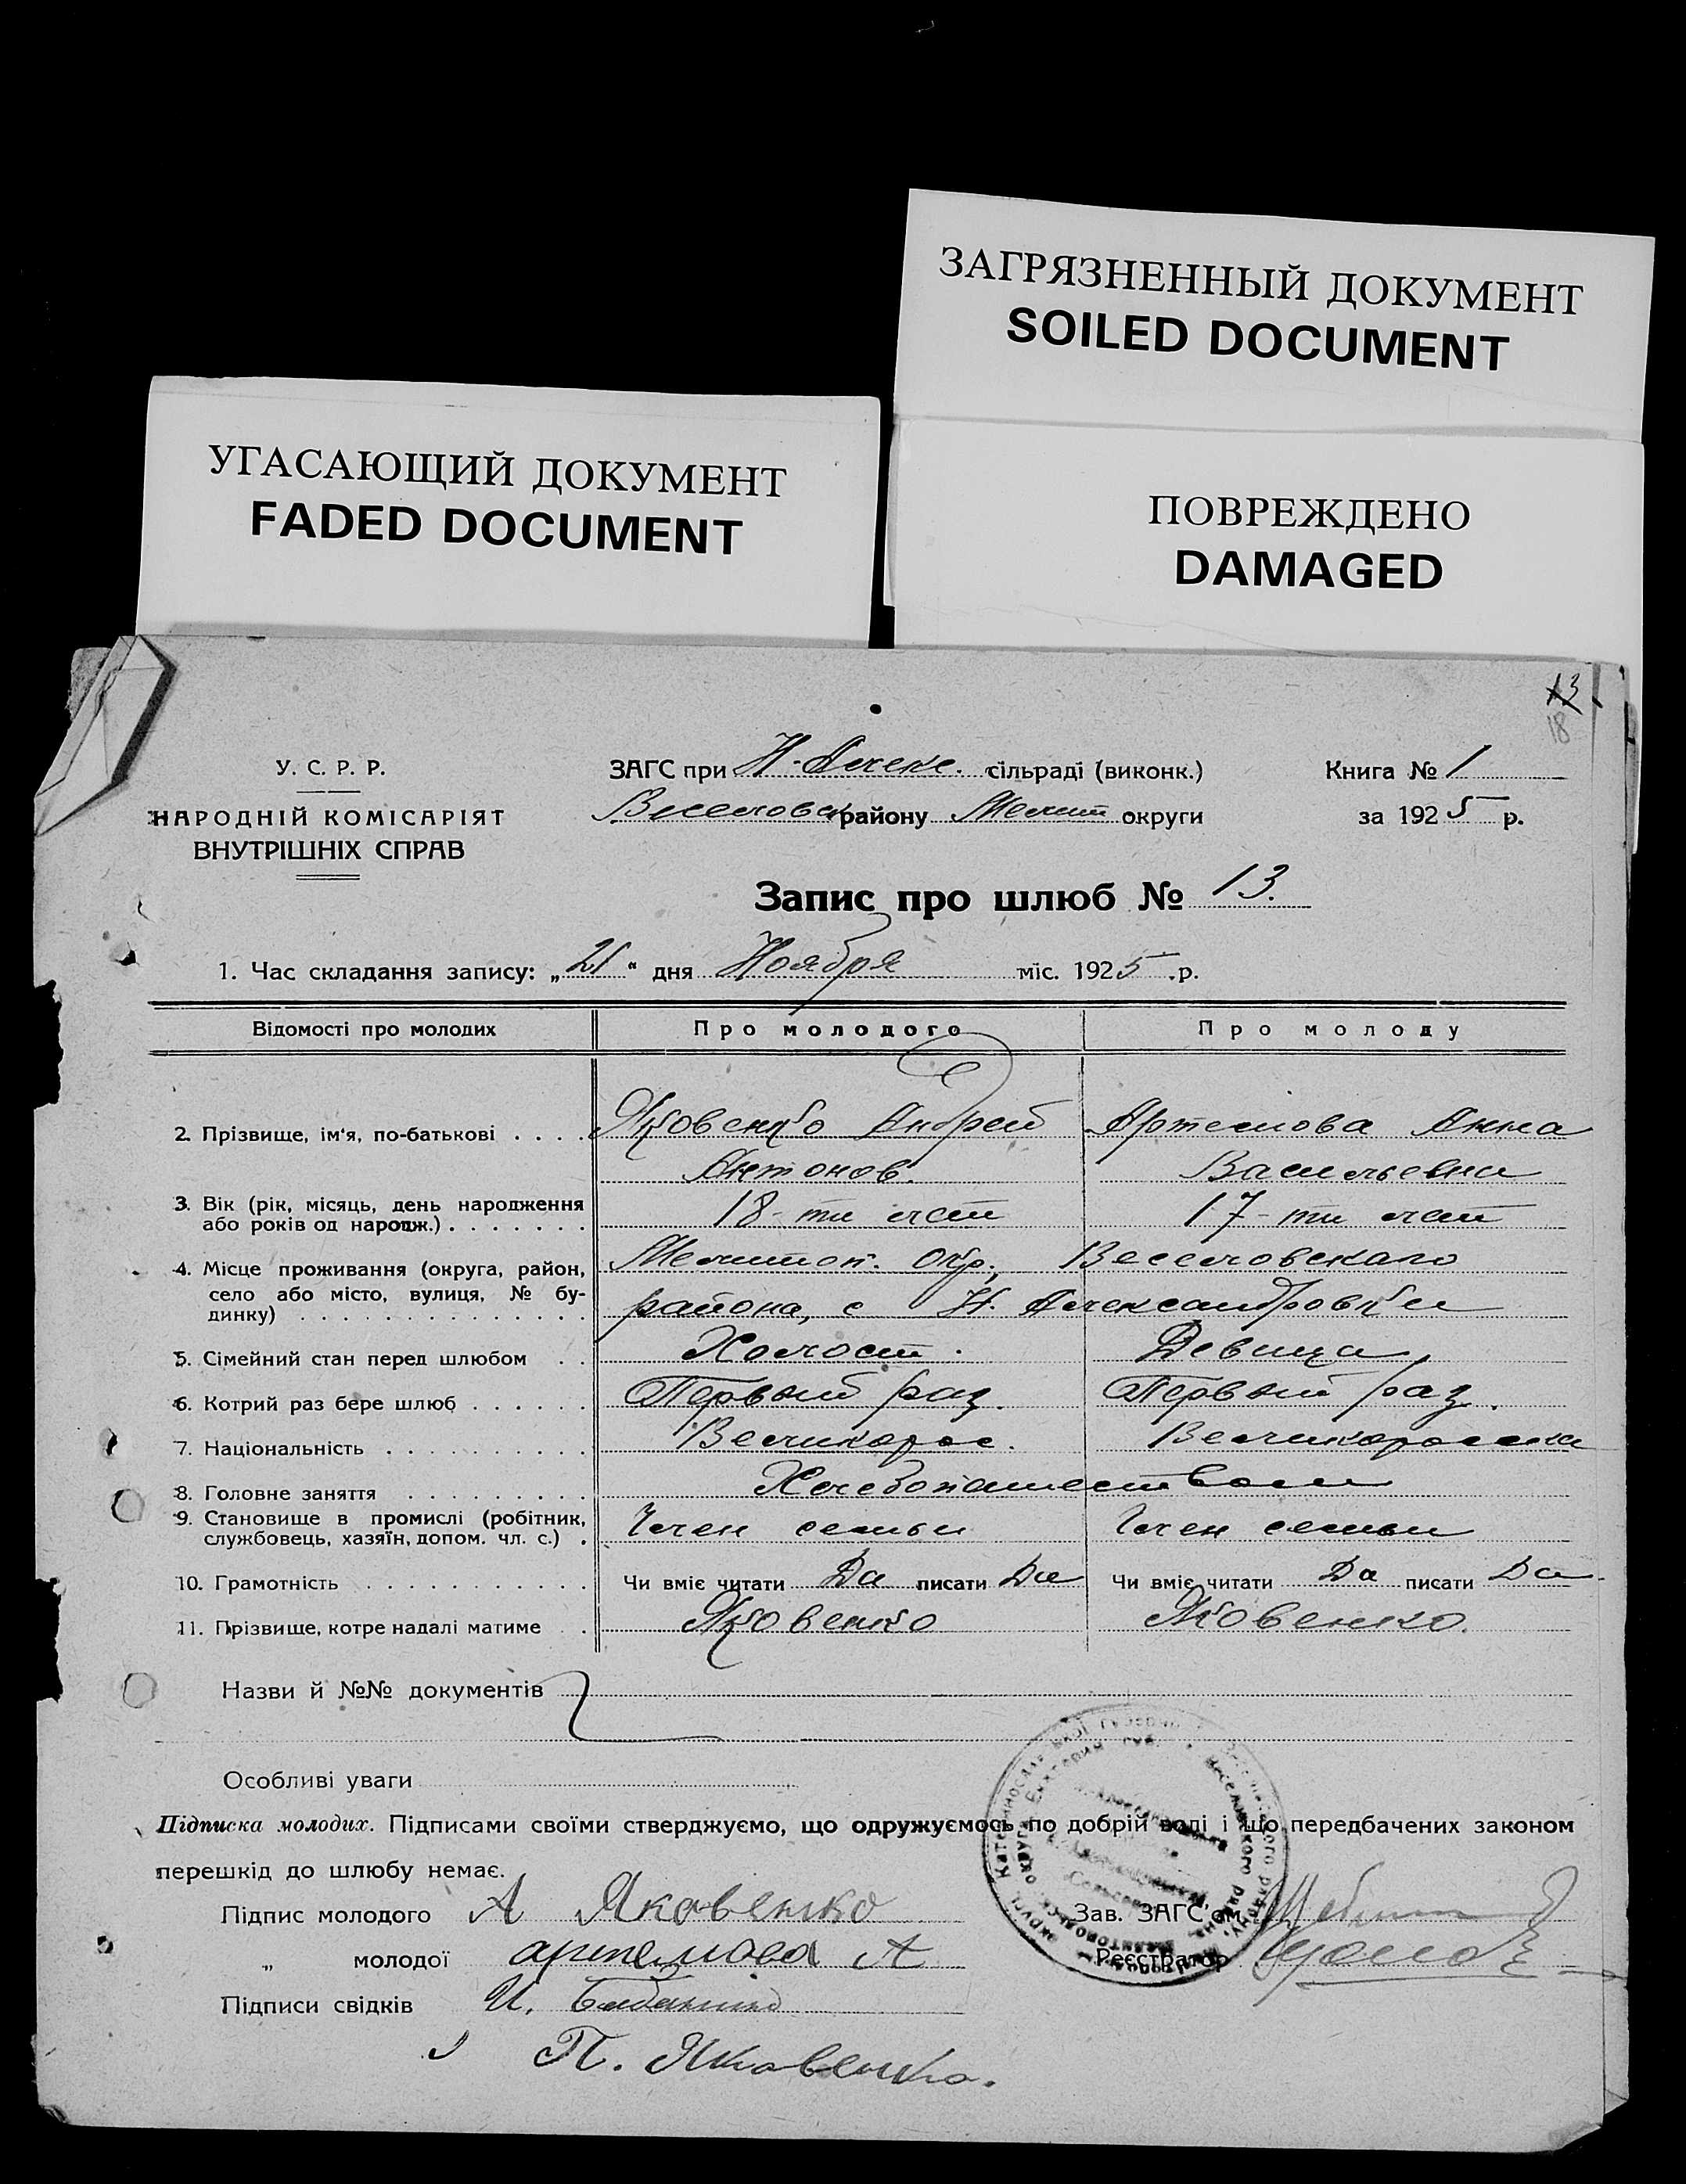 ЗАГРЯЗНЕННЫЙ ДОКУМЕНТ
SOILED DOCUMENT
УГАСАЮЩИЙ ДОКУМЕНТ
FADED DOCUMENT
ПОВРЕЖДЕНО
DAMAGED
13
18
У. С. Р. Р.
НАРОДНІЙ КОМІСАРІЯТ
ВНУТРІШНІХ СПРАВ
ЗАГС при Н-Алекс. сільраді (виконк.)
Веселовск району Мелит округи
Книга № 1
за 1925 р.
Запис про шлюб № 13.
1. Час складання запису: „21" дня Ноября міс. 1925 .р.
Відомості про молодих Про молодого Про молоду
2. Прізвище, ім'я, по-батькові . . . . Яковенко Андрей Артемова Анна
Антонов. Васильевна
3. Вік (рік, місяць, день народження
або років од народж.) . . . . . . . 18-ти лет 17-ти лет
4. Місце проживання (округа, район,
село або місто, вулиця, № бу-
динку) . . . . . . . . . . . . . .
Мелитоп. окр., Веселовского
района, с Н. Александровки
5. Сімейний стан перед шлюбом . . Холост. Девица
6. Котрий раз бере шлюб . . . . . . Первый раз. Первый раз.
7. Національність . . . . . . . . . . Великорос. Великоросска
8. Головне заняття . . . . . . . . . Хлебопашеством
9. Становище в промислі (робітник,
службовець, хазяїн, допом. чл. с.) . Член семьи Член семьи
10. Грамотність . . . . . . . . . . . Чи вміє читати Да писати Да Чи вміє читати Да писати Да
11. Прізвище, котре надалі матиме . . Яковенко Яковенко.
Назви й №№ документів
Особливі уваги
Підписка молодих. Підписами своїми стверджуємо, що одружуємось по добрій волі і що передбачених законом
перешкід до шлюбу немає.
Підпис молодого А Яковенко
„ молодої артемова А
Підписи свідків И.
П. Яковенко.
Зав. ЗАГС'ом
Реєстратор